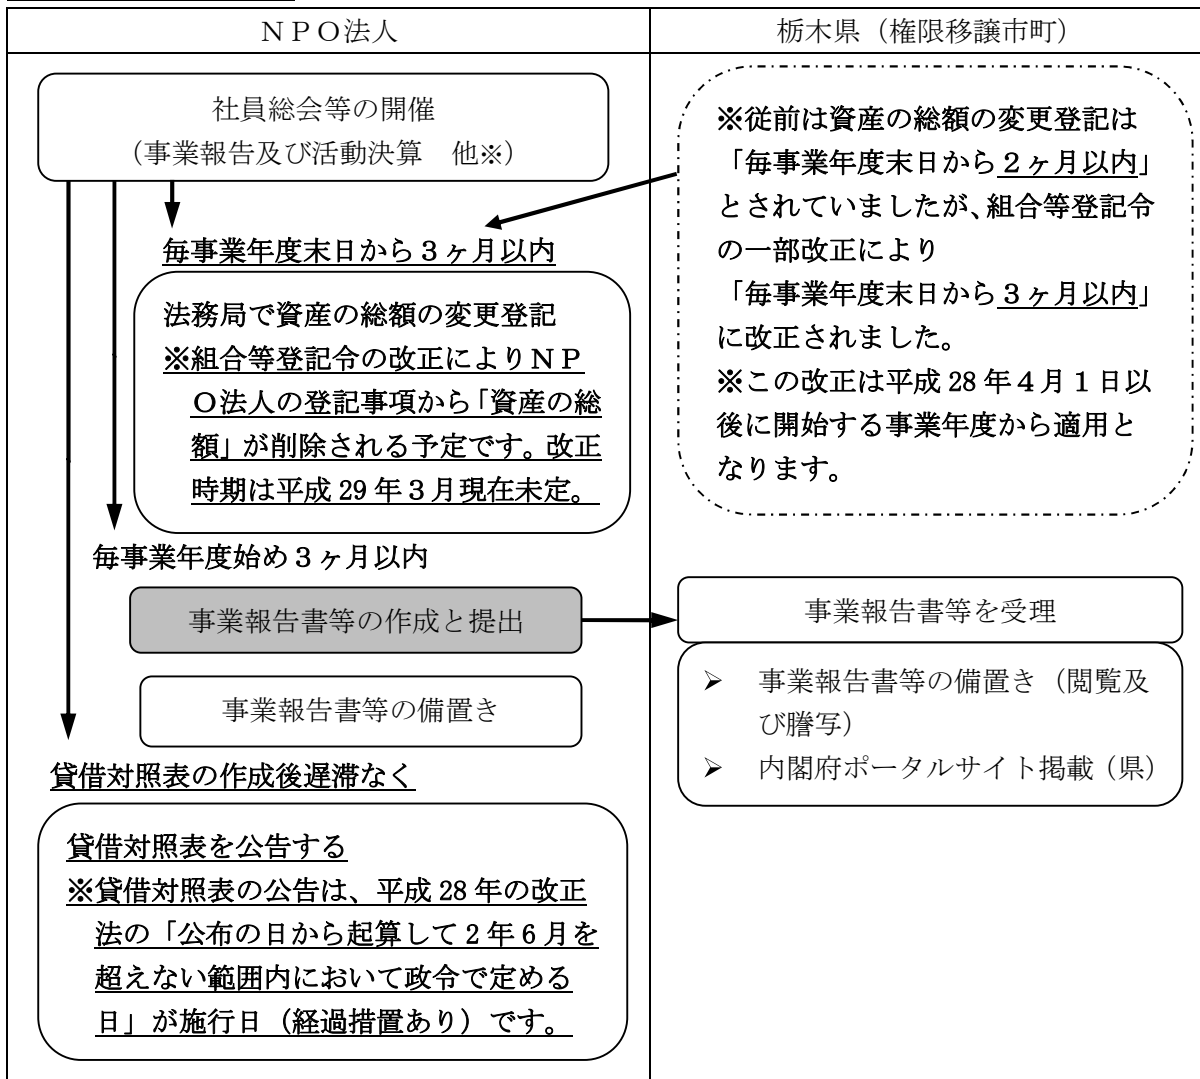 ＮＰＯ法人
栃木県（権限移譲市町）
社員総会等の開催
（事業報告及び活動決算　他※）
毎事業年度末日から３ヶ月以内
法務局で資産の総額の変更登記
※組合等登記令の改正によりＮＰ
Ｏ法人の登記事項から「資産の総
額」が削除される予定です。改正
時期は平成 29 年３月現在未定。
毎事業年度始め３ヶ月以内
事業報告書等の作成と提出
事業報告書等の備置き
貸借対照表の作成後遅滞なく
貸借対照表を公告する
※貸借対照表の公告は、平成 28 年の改正
法の「公布の日から起算して 2 年 6 月を
超えない範囲内において政令で定める
日」が施行日（経過措置あり）です。
※従前は資産の総額の変更登記は
「毎事業年度末日から２ヶ月以内」
とされていましたが、組合等登記令
の一部改正により
「毎事業年度末日から３ヶ月以内」
に改正されました。
※この改正は平成 28 年４月１日以
後に開始する事業年度から適用と
なります。
事業報告書等を受理
➢ 事業報告書等の備置き（閲覧及
び謄写）
➢ 内閣府ポータルサイト掲載（県）